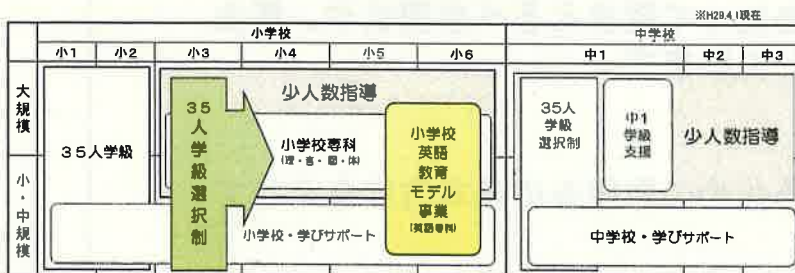 ※H29.4.1現在
小学校
中学校
小1
小2
小3
小4
小5
小6
中1
中2
中3
大規模
小・中規模
35人学級
35人学級選択制
少人数指導
小学校専科
(理・音・図・体)
小学校
英語
教育
モデル
事業
(英語専科)
小学校・学びサポート
35人
学級
選択制
中1
学級
支援
少人数指導
中学校・学びサポート